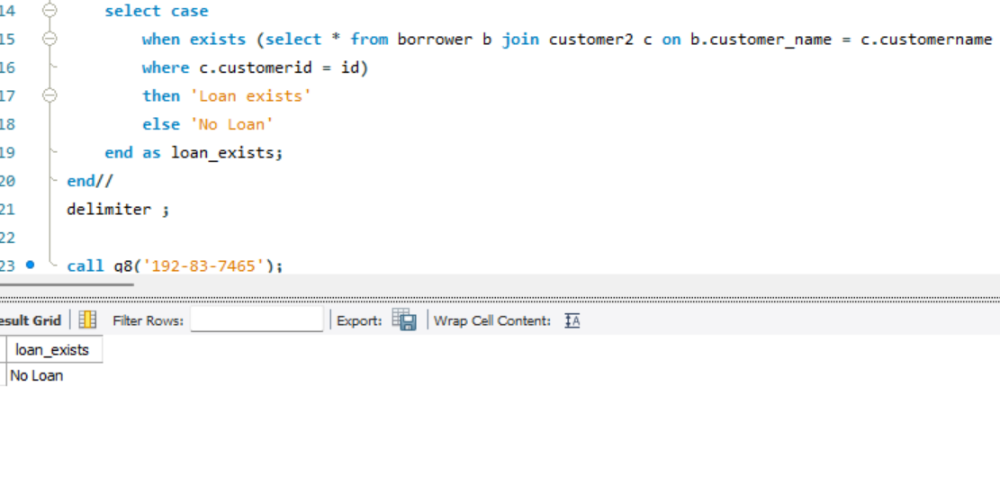 14 select case
15 when exists (select * from borrower b join customer2 c on b.customer_name = c.customername
16 where c.customerid = id)
17 then 'Loan exists'
18 else 'No Loan'
19 end as loan_exists;
20 end//
21 delimiter ;
22
23 call q8('192-83-7465');
esult Grid Filter Rows: Export: Wrap Cell Content:
loan_exists
No Loan